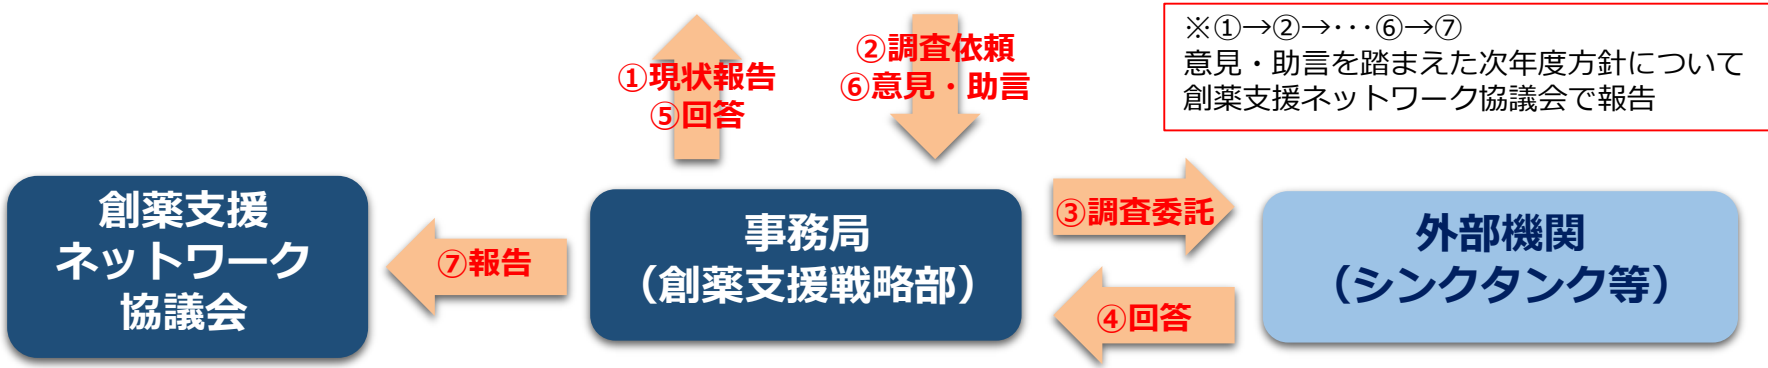 ①現状報告
⑤回答
②調査依頼
⑥意見・助言
※①→②→・・・⑥→⑦
意見・助言を踏まえた次年度方針について
創薬支援ネットワーク協議会で報告
創薬支援
ネットワーク
協議会
⑦報告
事務局
（創薬支援戦略部）
③調査委託
④回答
外部機関
（シンクタンク等）